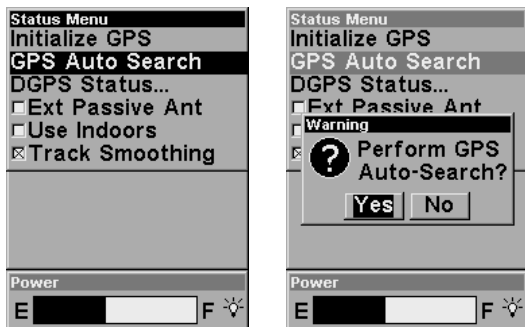 Status Menu
Initialize GPS
GPS Auto Search
DGPS Status...
Ext Passive Ant
Use Indoors
Track Smoothing
Power
E F
Status Menu
Initialize GPS
GPS Auto Search
DGPS Status...
Ext Passive Ant
Warning
? Perform GPS
Auto-Search?
Yes No
Power
E F